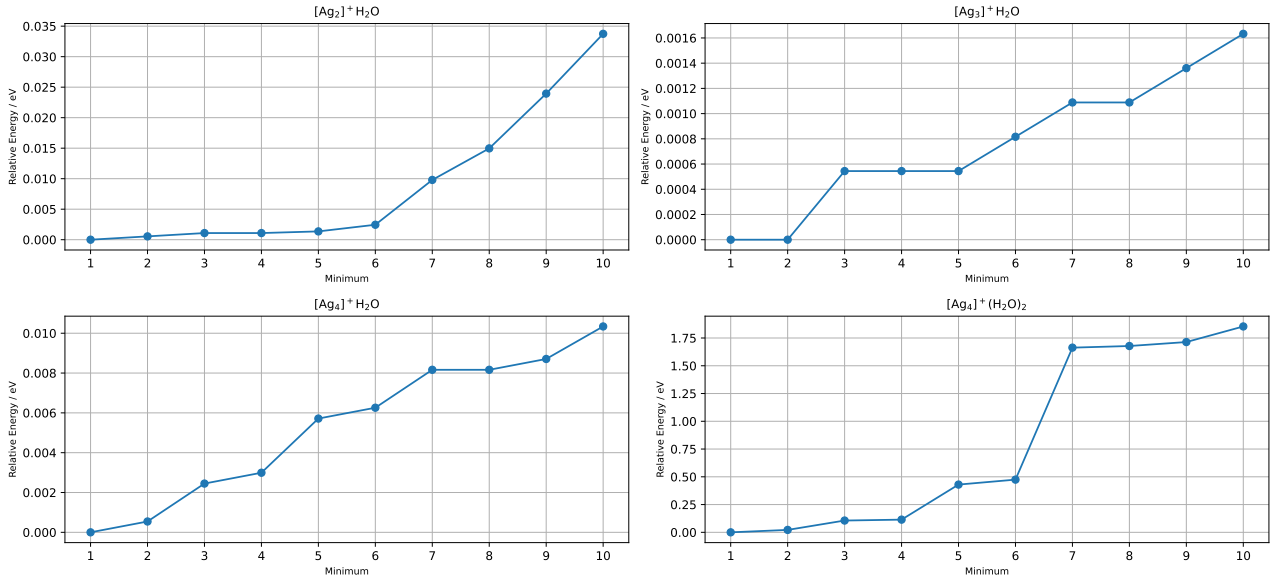 [Ag₂]⁺H₂O
Relative Energy / eV
0.035
0.030
0.025
0.020
0.015
0.010
0.005
0.000
1 2 3 4 5 6 7 8 9 10
Minimum
[Ag₃]⁺H₂O
Relative Energy / eV
0.0016
0.0014
0.0012
0.0010
0.0008
0.0006
0.0004
0.0002
0.0000
1 2 3 4 5 6 7 8 9 10
Minimum
[Ag₄]⁺H₂O
Relative Energy / eV
0.010
0.008
0.006
0.004
0.002
0.000
1 2 3 4 5 6 7 8 9 10
Minimum
[Ag₄]⁺(H₂O)₂
Relative Energy / eV
1.75
1.50
1.25
1.00
0.75
0.50
0.25
0.00
1 2 3 4 5 6 7 8 9 10
Minimum